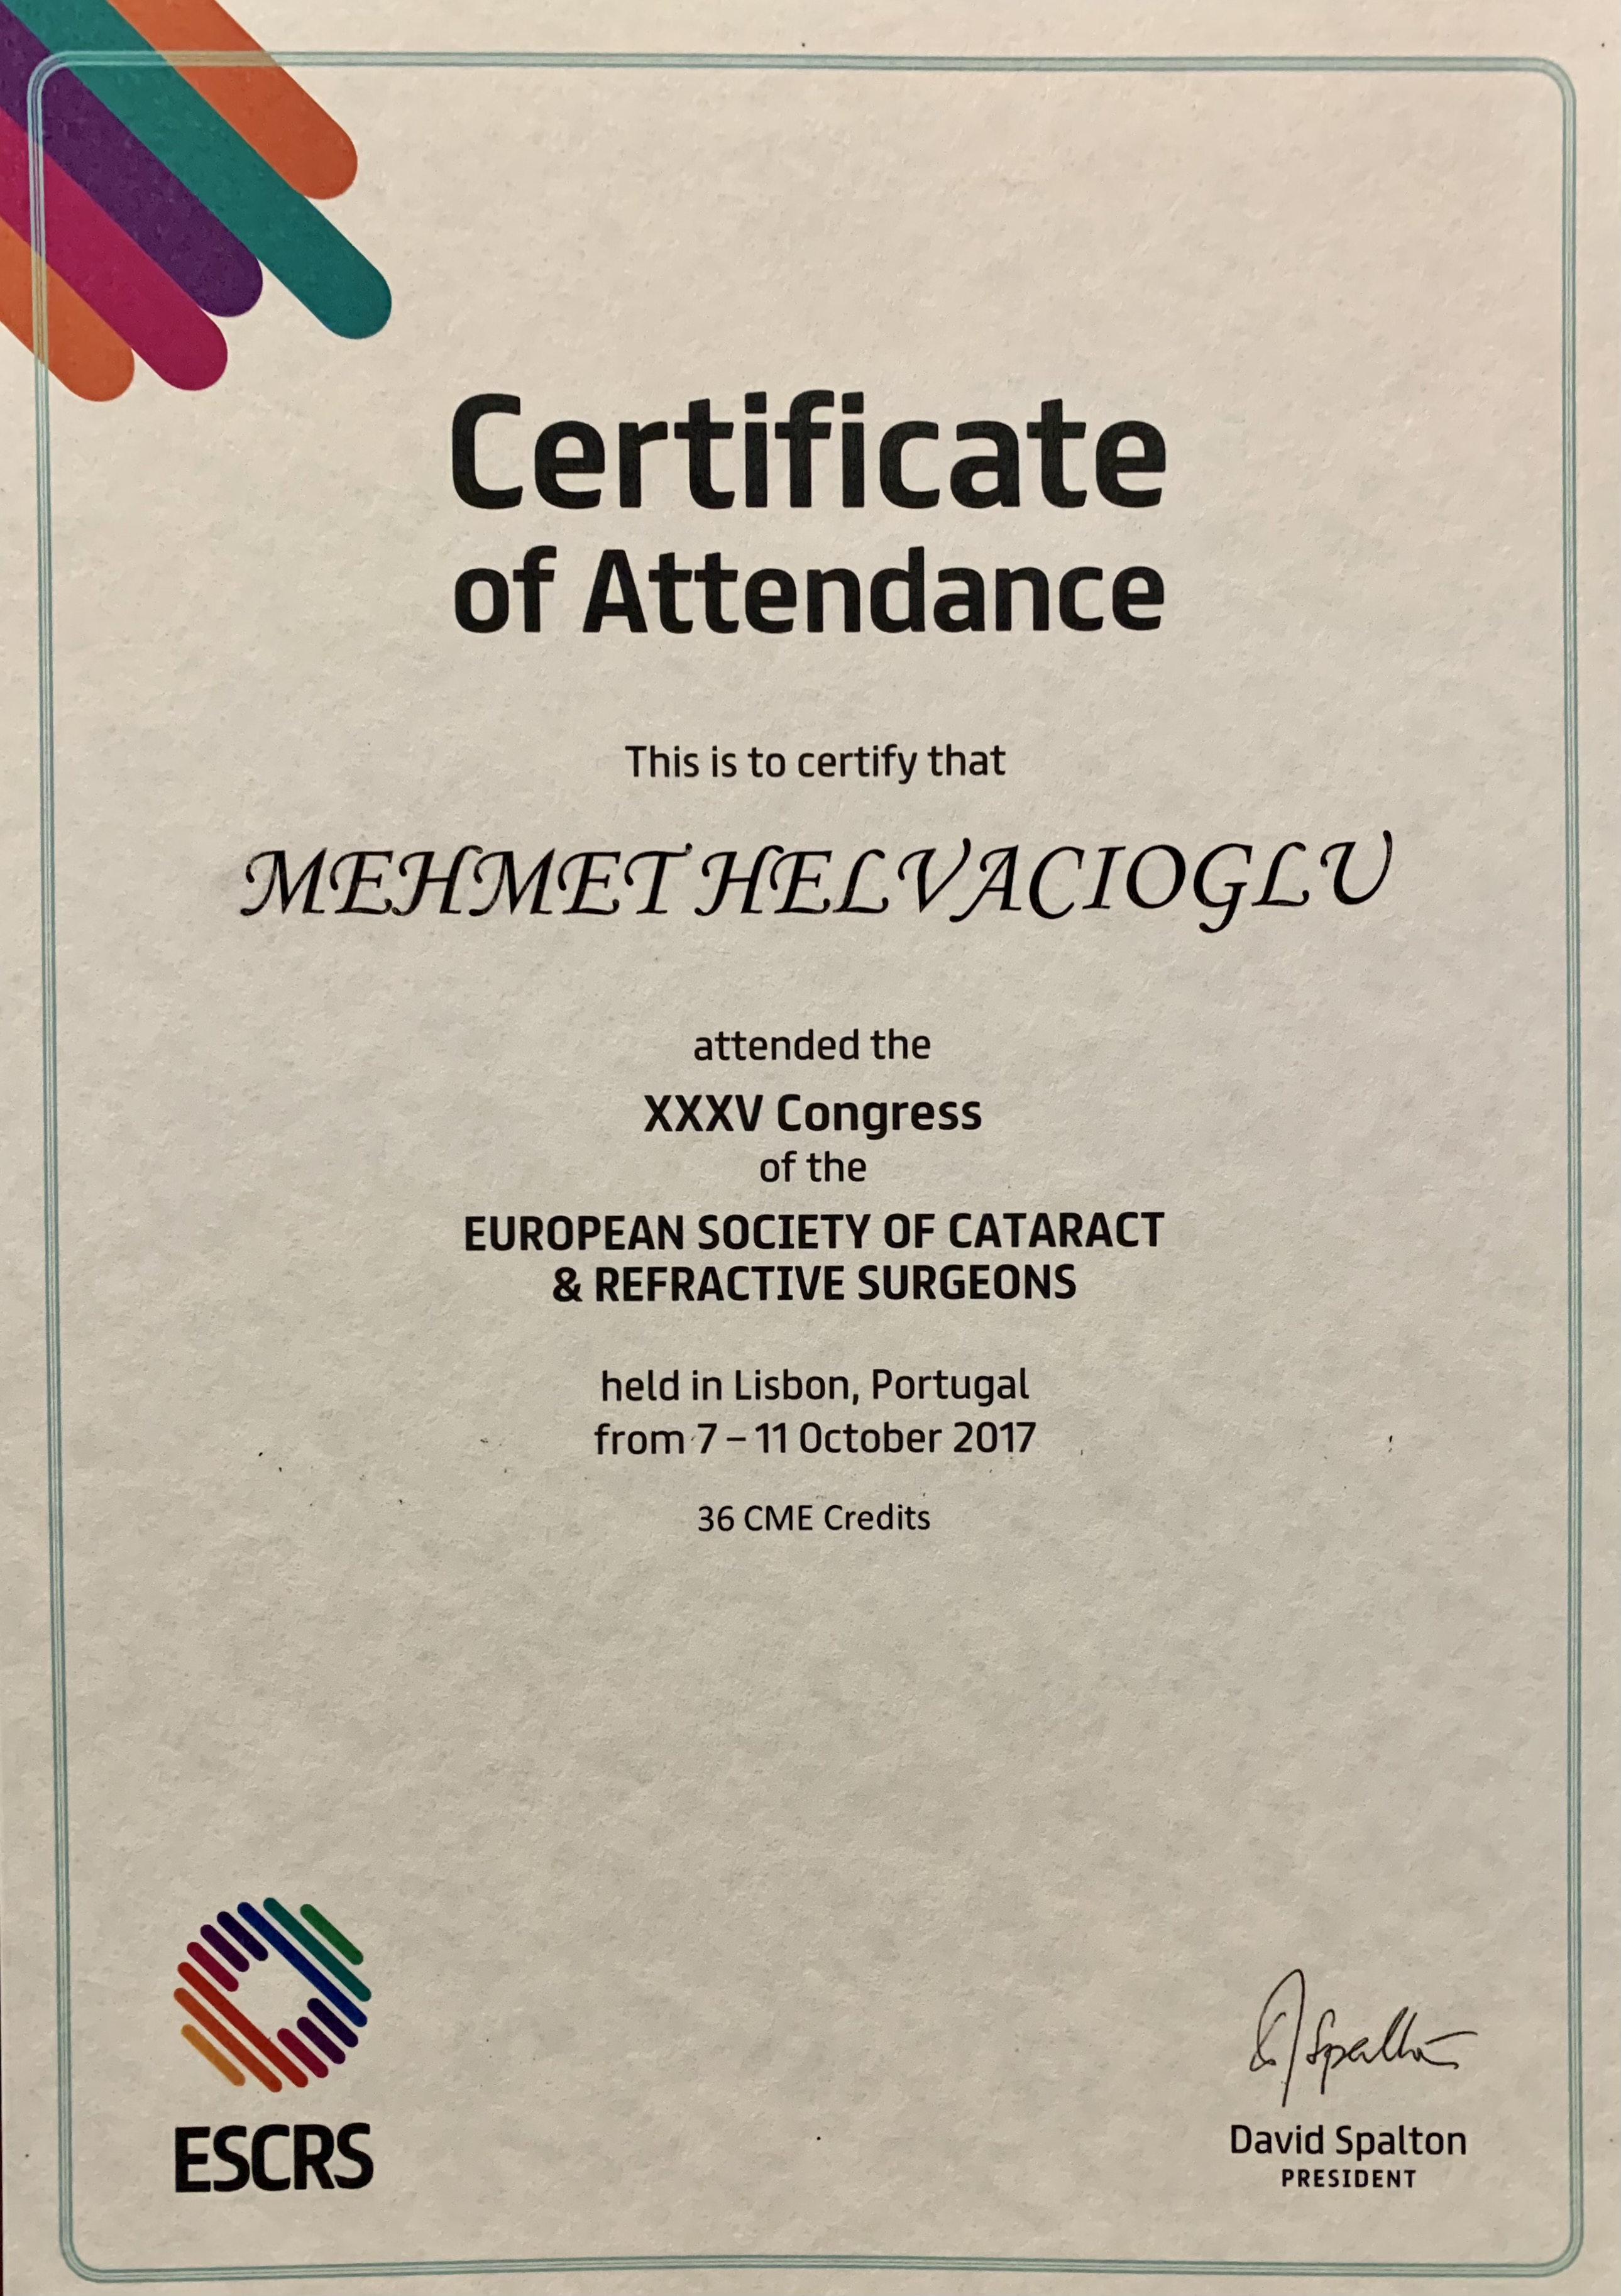 Certificate
of Attendance
This is to certify that
MEHMET HELVACIOGLU
attended the
XXXV Congress
of the
EUROPEAN SOCIETY OF CATARACT
& REFRACTIVE SURGEONS
held in Lisbon, Portugal
from 7 – 11 October 2017
36 CME Credits
ESCRS
D J Spalton
David Spalton
PRESIDENT